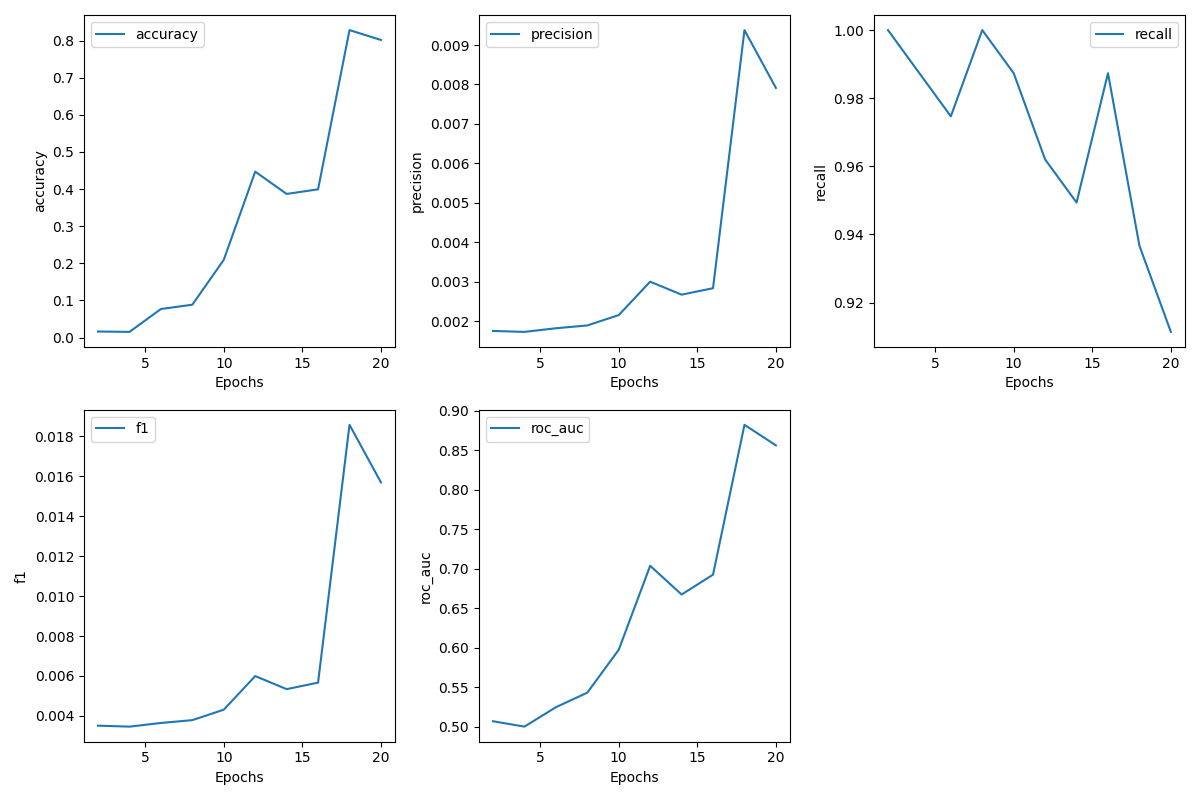 accuracy
0.8
0.7
0.6
0.5
0.4
0.3
0.2
0.1
0.0
accuracy
5 10 15 20
Epochs
precision
0.009
0.008
0.007
0.006
0.005
0.004
0.003
0.002
precision
5 10 15 20
Epochs
recall
1.00
0.98
0.96
0.94
0.92
recall
5 10 15 20
Epochs
f1
0.018
0.016
0.014
0.012
0.010
0.008
0.006
0.004
f1
5 10 15 20
Epochs
roc_auc
0.90
0.85
0.80
0.75
0.70
0.65
0.60
0.55
0.50
roc_auc
5 10 15 20
Epochs